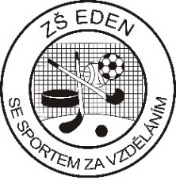 ZŠ EDEN
SE SPORTEM ZA VZDĚLÁNÍM